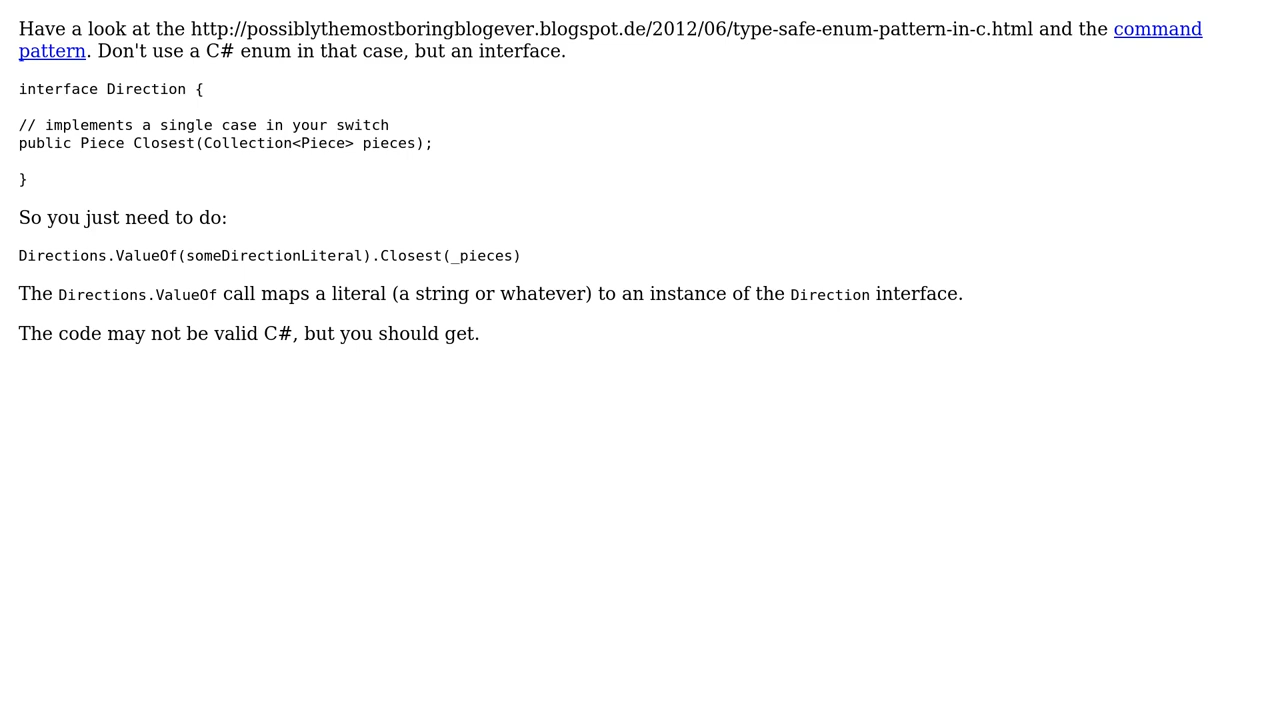 Have a look at the http://possiblythemostboringblogever.blogspot.de/2012/06/type-safe-enum-pattern-in-c.html and the command
pattern. Don't use a C# enum in that case, but an interface.
interface Direction {
// implements a single case in your switch
public Piece Closest(Collection<Piece> pieces);
}
So you just need to do:
Directions.ValueOf(someDirectionLiteral).Closest(_pieces)
The Directions.ValueOf call maps a literal (a string or whatever) to an instance of the Direction interface.
The code may not be valid C#, but you should get.